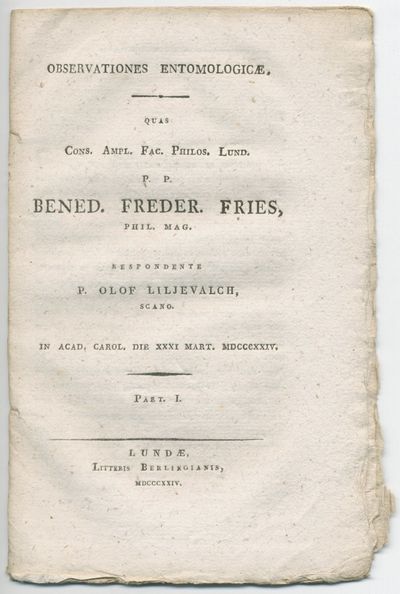 OBSERVATIONES ENTOMOLOGICÆ,
QUAS
CONS. AMPL. FAC. PHILOS. LUND.
P. P.
BENED. FREDER. FRIES,
PHIL. MAG.
RESPONDENTE
P. OLOF LILJEVALCH,
SCANO.
IN ACAD. CAROL. DIE XXXI MART. MDCCCXXIV.
PART. I.
LUNDÆ,
LITTERIS BERLINGIANIS,
MDCCCXXIV.